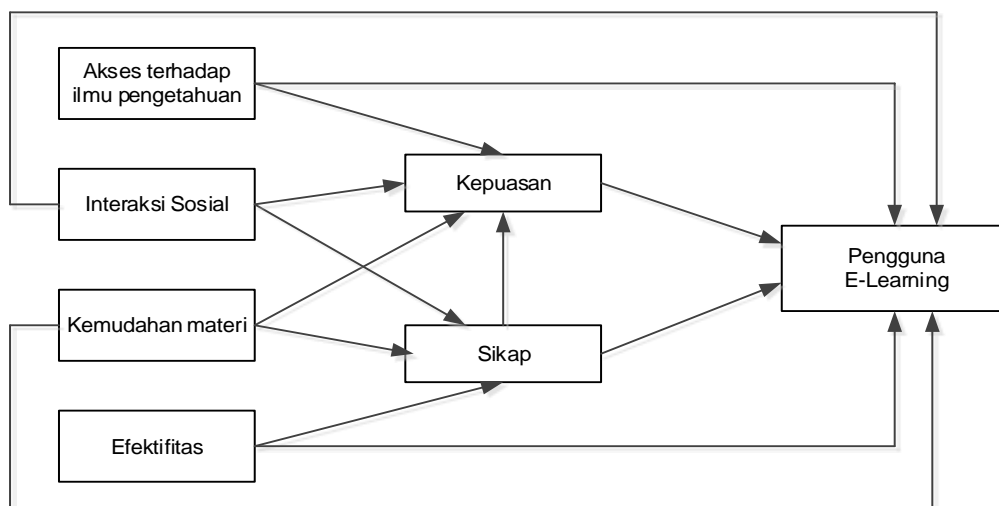 Akses terhadap
ilmu pengetahuan
Interaksi Sosial
Kemudahan materi
Efektifitas
Kepuasan
Sikap
Pengguna
E-Learning